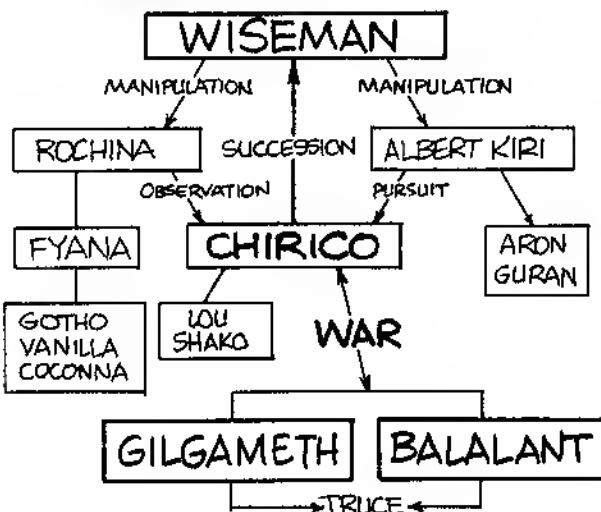 WISEMAN
MANIPULATION
MANIPULATION
ROCHINA
SUCCESSION
ALBERT KIRI
OBSERVATION
PURSUIT
FYANA
CHIRICO
ARON
GURAN
GOTHO
VANILLA
COCONNA
LOU
SHAKO
WAR
GILGAMETH
BALALANT
TRUCE